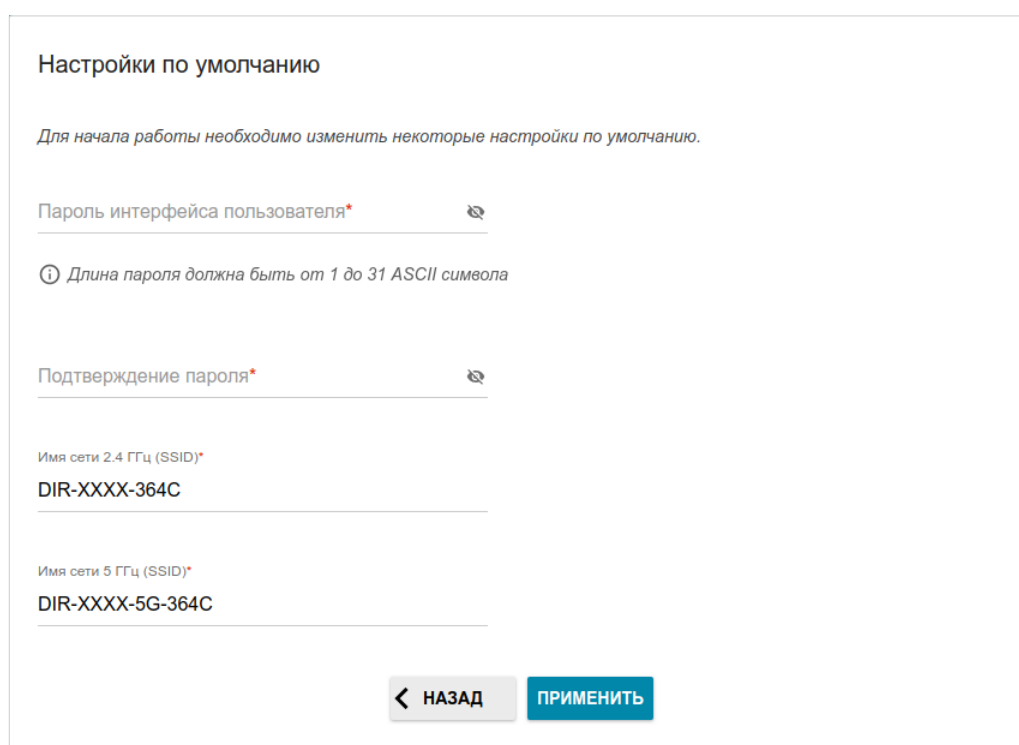 Настройки по умолчанию
Для начала работы необходимо изменить некоторые настройки по умолчанию.
Пароль интерфейса пользователя*
Длина пароля должна быть от 1 до 31 ASCII символа
Подтверждение пароля*
Имя сети 2.4 ГГц (SSID)*
DIR-XXXX-364C
Имя сети 5 ГГц (SSID)*
DIR-XXXX-5G-364C
НАЗАД ПРИМЕНИТЬ